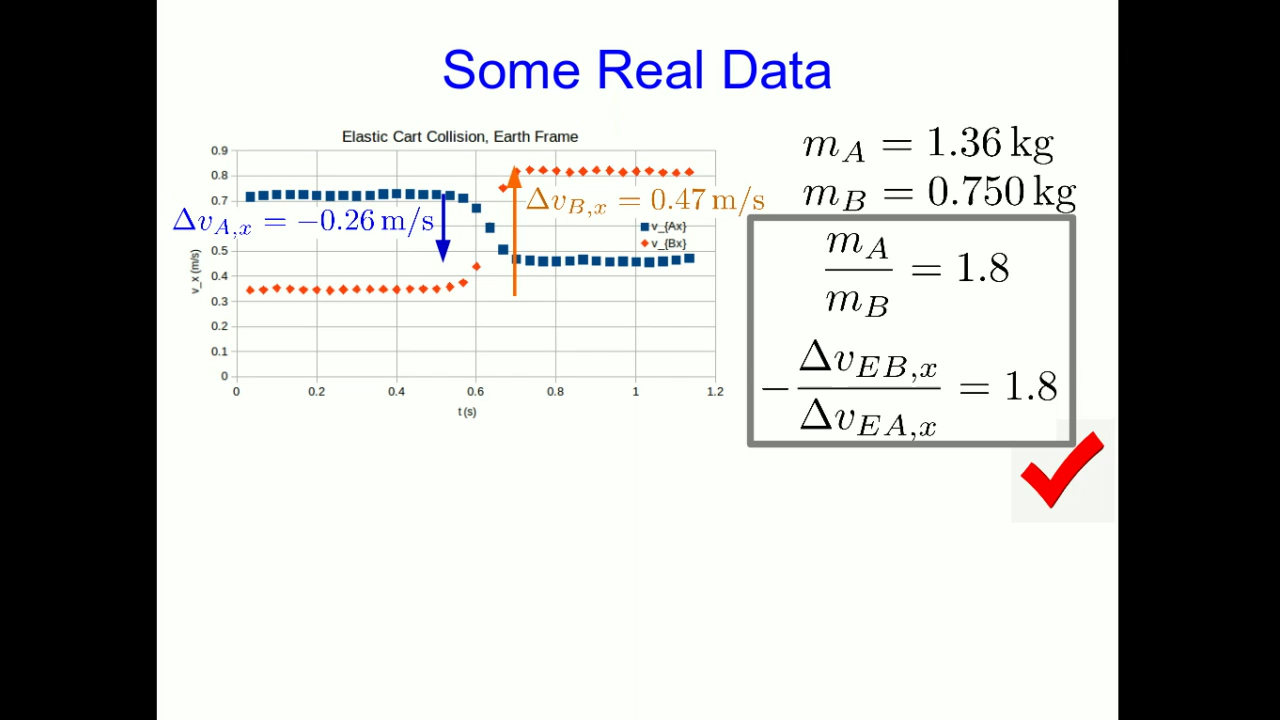 Some Real Data
Elastic Cart Collision, Earth Frame
0.9
0.8
0.7
0.5
0.4
0.3
0.2
0.1
0
v_x (m/s)
0 0.2 0.4 0.6 0.8 1 1.2
t (s)
Δv_{A,x} = −0.26 m/s
Δv_{B,x} = 0.47 m/s
v_{Ax}
v_{Bx}
m_A = 1.36 kg
m_B = 0.750 kg
m_A / m_B = 1.8
− Δv_{EB,x} / Δv_{EA,x} = 1.8